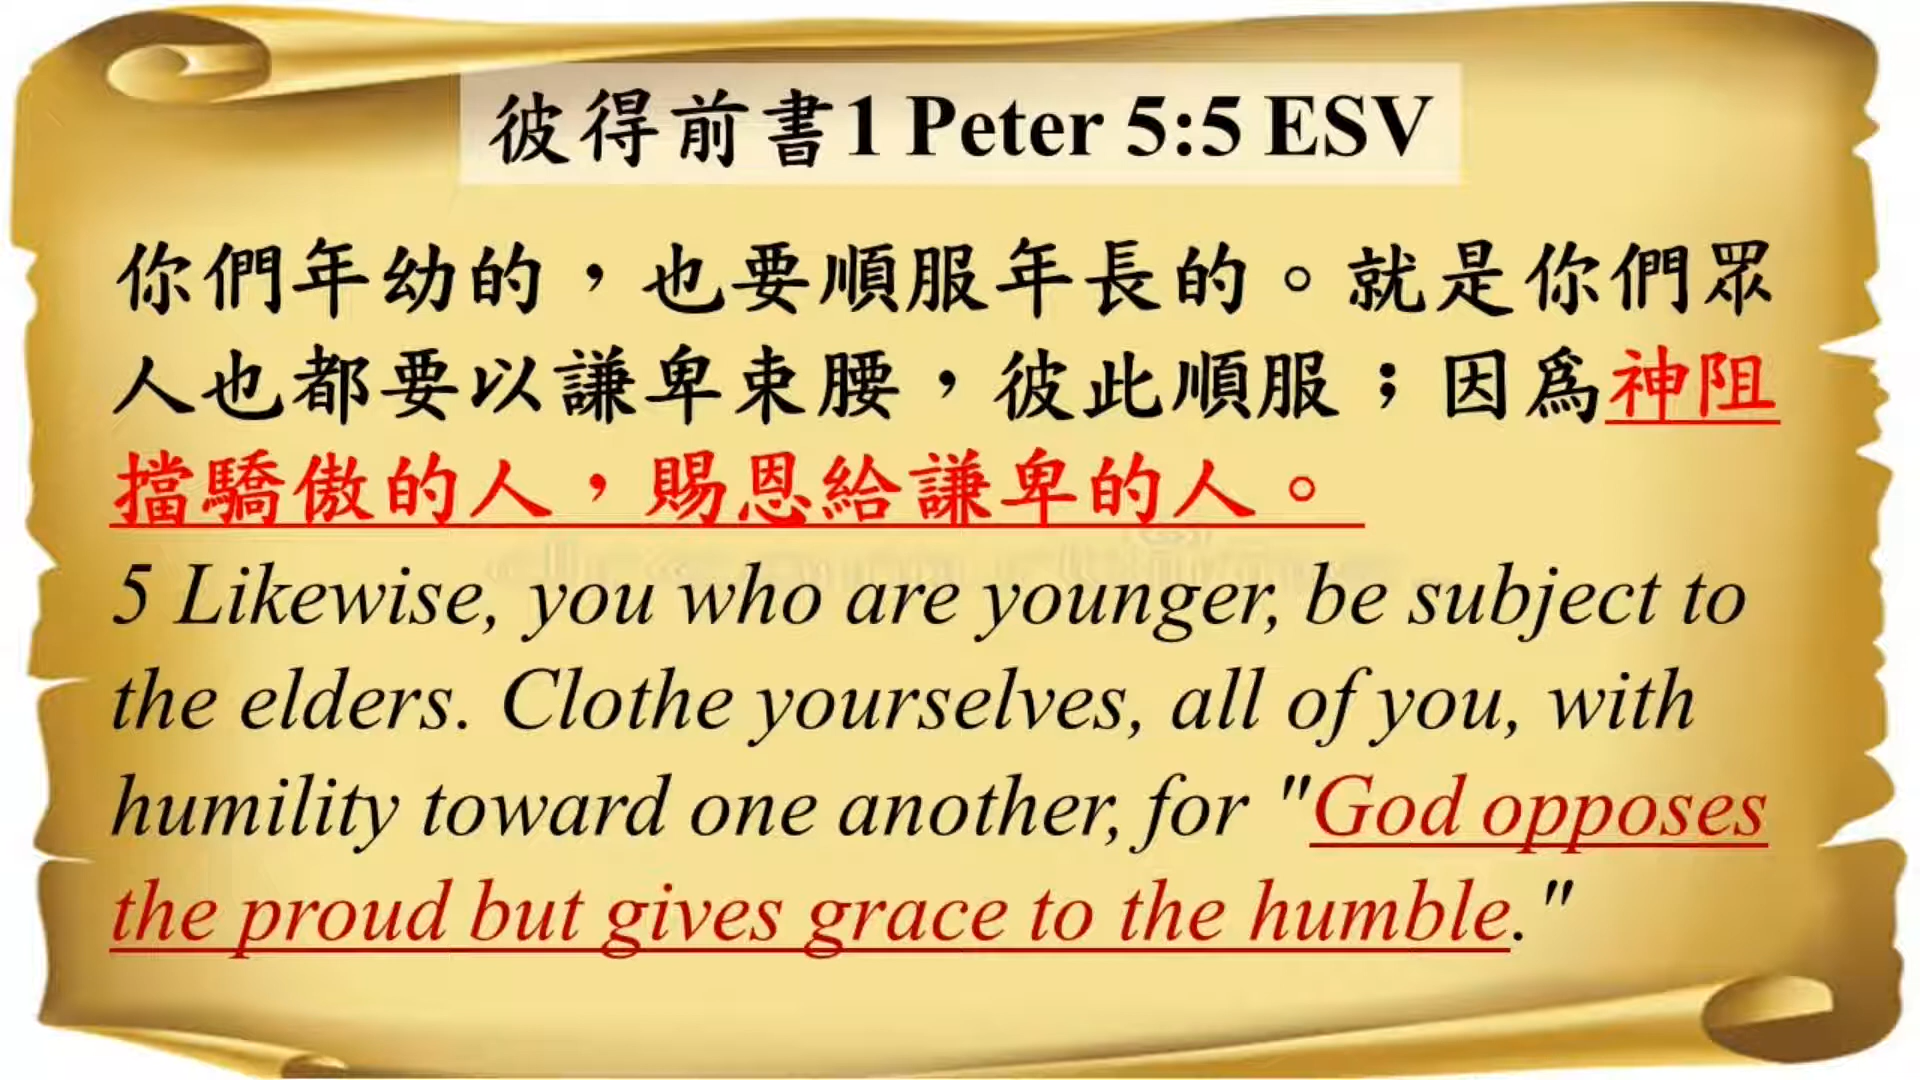 彼得前書1 Peter 5:5 ESV
你們年幼的，也要順服年長的。就是你們眾
人也都要以謙卑束腰，彼此順服；因爲神阻
擋驕傲的人，賜恩給謙卑的人。
5 Likewise, you who are younger, be subject to
the elders. Clothe yourselves, all of you, with
humility toward one another, for "God opposes
the proud but gives grace to the humble."